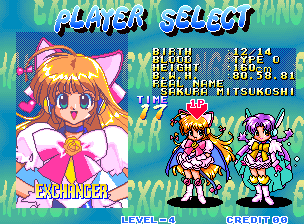 PLAYER SELECT
BIRTH :12/14
BLOOD :TYPE O
HEIGHT :160
B.W.H. :80.58.81
REAL NAME
SAKURA MITSUKOSHI
TIME
17
1P
EXCHANGER
LEVEL-4 CREDIT 00